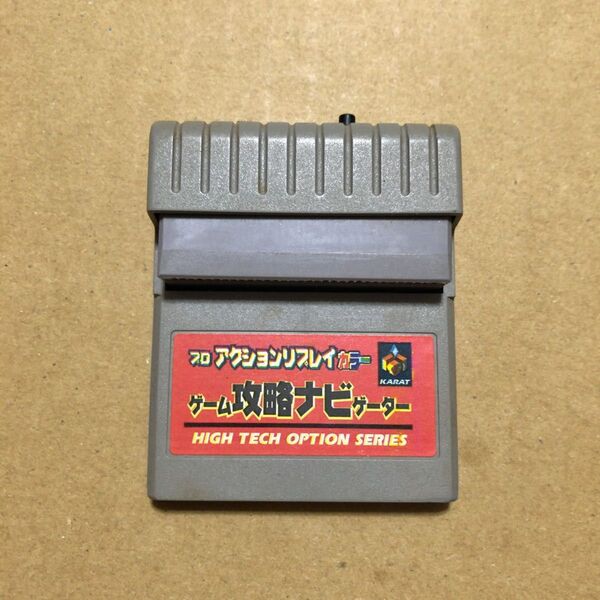 プロ アクションリプレイ カラー
KARAT
ゲーム攻略ナビゲーター
HIGH TECH OPTION SERIES